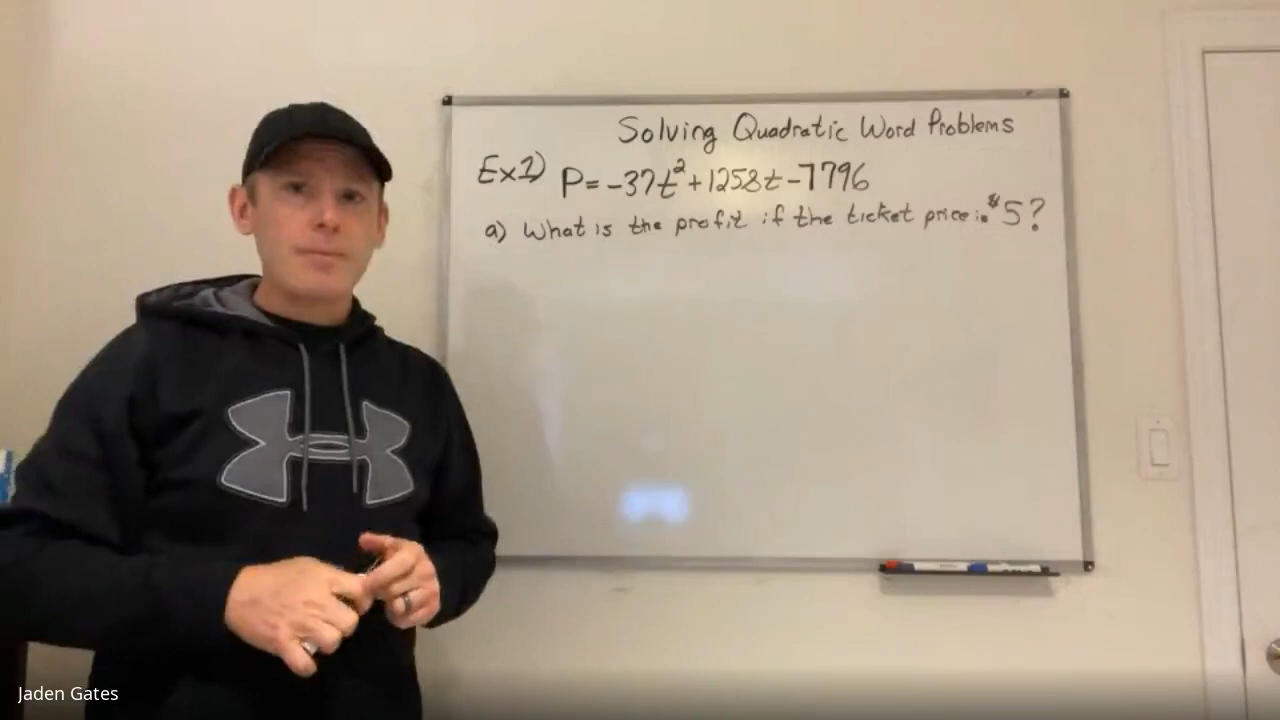 Solving Quadratic Word Problems
Ex1) P=-37t²+1258t-7796
a) What is the profit if the ticket price is $5?
Jaden Gates